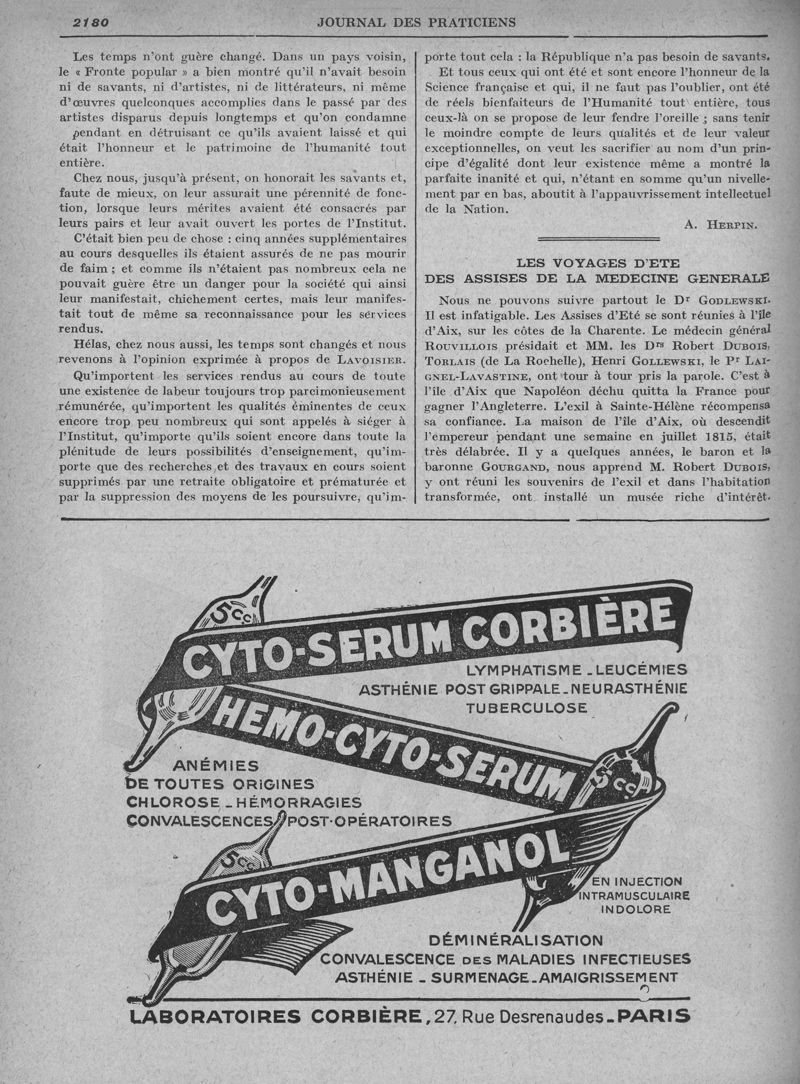 2180
JOURNAL DES PRATICIENS
Les temps n'ont guère changé. Dans un pays voisin,
le « Fronte popular » a bien montré qu'il n'avait besoin
ni de savants, ni d'artistes, ni de littérateurs, ni même
d'œuvres quelconques accomplies dans le passé par des
artistes disparus depuis longtemps et qu'on condamne
pendant en détruisant ce qu'ils avaient laissé et qui
était l'honneur et le patrimoine de l'humanité tout
entière.
Chez nous, jusqu'à présent, on honorait les savants et,
faute de mieux, on leur assurait une pérennité de fonc-
tion, lorsque leurs mérites avaient été consacrés par
leurs pairs et leur avait ouvert les portes de l'Institut.
C'était bien peu de chose : cinq années supplémentaires
au cours desquelles ils étaient assurés de ne pas mourir
de faim ; et comme ils n'étaient pas nombreux cela ne
pouvait guère être un danger pour la société qui ainsi
leur manifestait, chichement certes, mais leur manifes-
tait tout de même sa reconnaissance pour les services
rendus.
Hélas, chez nous aussi, les temps sont changés et nous
revenons à l'opinion exprimée à propos de LAVOISIER.
Qu'importent les services rendus au cours de toute
une existence de labeur toujours trop parcimonieusement
rémunérée, qu'importent les qualités éminentes de ceux
encore trop peu nombreux qui sont appelés à siéger à
l'Institut, qu'importe qu'ils soient encore dans toute la
plénitude de leurs possibilités d'enseignement, qu'im-
porte que des recherches et des travaux en cours soient
supprimés par une retraite obligatoire et prématurée et
par la suppression des moyens de les poursuivre, qu'im-
porte tout cela : la République n'a pas besoin de savants.
Et tous ceux qui ont été et sont encore l'honneur de la
Science française et qui, il ne faut pas l'oublier, ont été
de réels bienfaiteurs de l'Humanité tout entière, tous
ceux-là on se propose de leur fendre l'oreille ; sans tenir
le moindre compte de leurs qualités et de leur valeur
exceptionnelles, on veut les sacrifier au nom d'un prin-
cipe d'égalité dont leur existence même a montré la
parfaite inanité et qui, n'étant en somme qu'un nivelle-
ment par en bas, aboutit à l'appauvrissement intellectuel
de la Nation.
A. HERPIN.
LES VOYAGES D'ETE
DES ASSISES DE LA MEDECINE GENERALE
Nous ne pouvons suivre partout le Dr GODLEWSKI.
Il est infatigable. Les Assises d'Eté se sont réunies à l'île
d'Aix, sur les côtes de la Charente. Le médecin général
ROUVILLOIS présidait et MM. les Drs Robert DUBOIS,
TORLAIS (de La Rochelle), Henri GOLLEWSKI, le Pr LAI-
GNEL-LAVASTINE, ont tour à tour pris la parole. C'est à
l'île d'Aix que Napoléon déchu quitta la France pour
gagner l'Angleterre. L'exil à Sainte-Hélène récompensa
sa confiance. La maison de l'île d'Aix, où descendit
l'empereur pendant une semaine en juillet 1815, était
très délabrée. Il y a quelques années, le baron et la
baronne GOURGAND, nous apprend M. Robert DUBOIS,
y ont réuni les souvenirs de l'exil et dans l'habitation
transformée, ont installé un musée riche d'intérêt.
5cc
CYTO-SERUM CORBIÈRE
LYMPHATISME _ LEUCÉMIES
ASTHÉNIE POST GRIPPALE_NEURASTHÉNIE
TUBERCULOSE
HEMO-CYTO-SERUM
5cc
ANÉMIES
DE TOUTES ORIGINES
CHLOROSE _ HÉMORRAGIES
CONVALESCENCES POST-OPÉRATOIRES
5cc
CYTO-MANGANOL
EN INJECTION
INTRAMUSCULAIRE
INDOLORE
DÉMINÉRALISATION
CONVALESCENCE DES MALADIES INFECTIEUSES
ASTHÉNIE _ SURMENAGE_AMAIGRISSEMENT
LABORATOIRES CORBIÈRE, 27, Rue Desrenaudes_PARIS